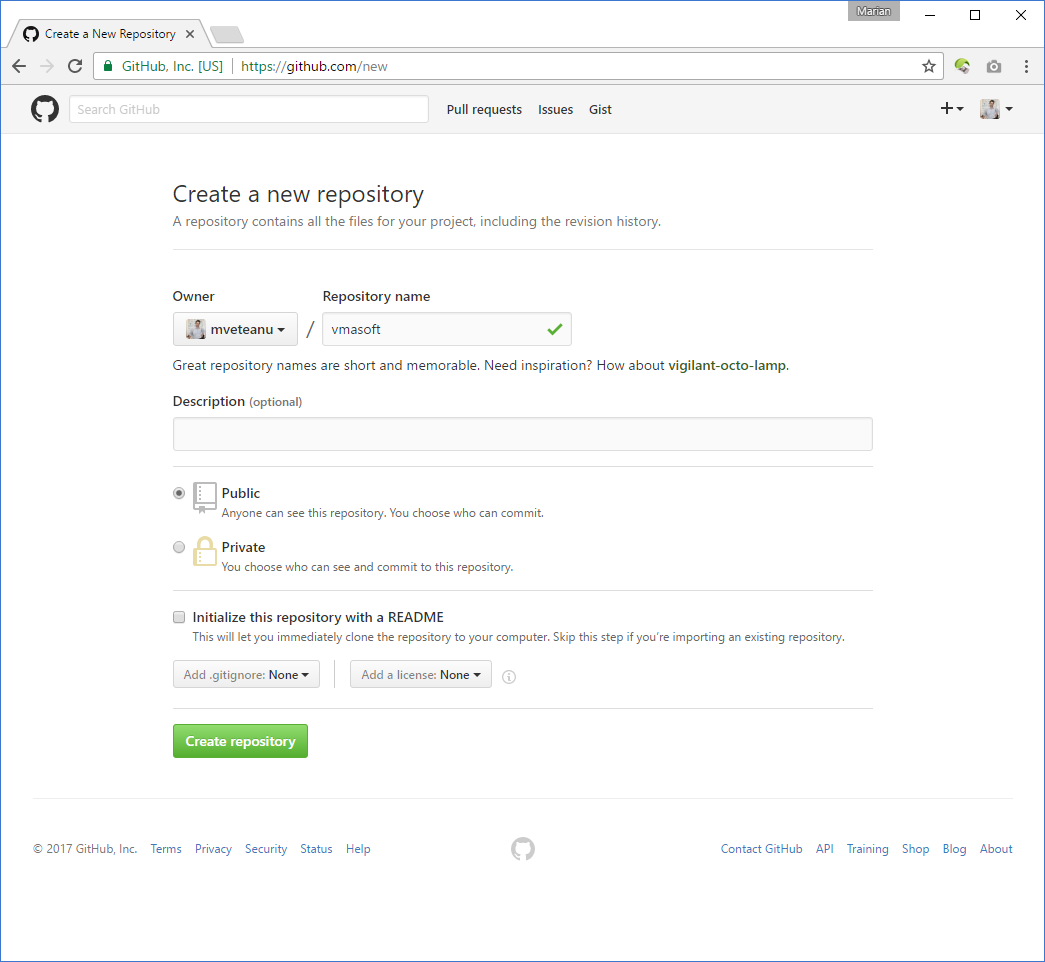 Marian
Create a New Repository
GitHub, Inc. [US] https://github.com/new
Search GitHub Pull requests Issues Gist
Create a new repository
A repository contains all the files for your project, including the revision history.
Owner Repository name
mveteanu / vmasoft
Great repository names are short and memorable. Need inspiration? How about vigilant-octo-lamp.
Description (optional)
Public
Anyone can see this repository. You choose who can commit.
Private
You choose who can see and commit to this repository.
Initialize this repository with a README
This will let you immediately clone the repository to your computer. Skip this step if you’re importing an existing repository.
Add .gitignore: None Add a license: None
Create repository
© 2017 GitHub, Inc. Terms Privacy Security Status Help Contact GitHub API Training Shop Blog About